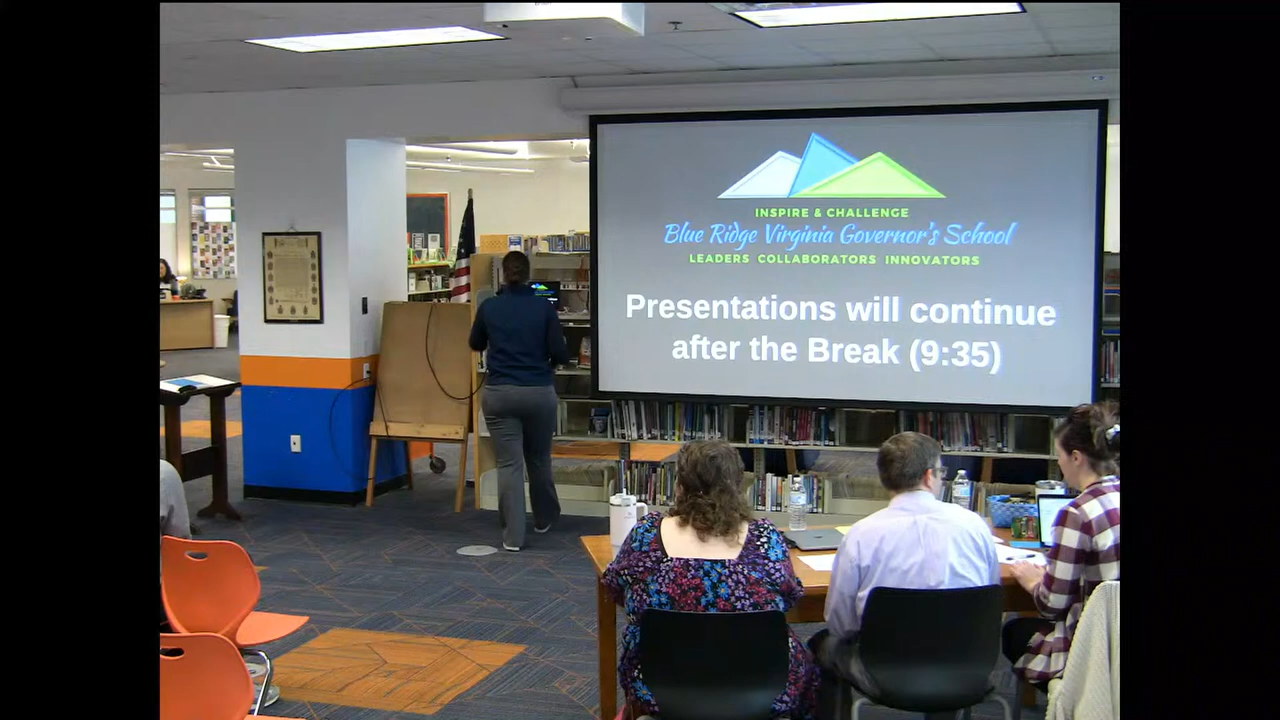 INSPIRE & CHALLENGE
Blue Ridge Virginia Governor's School
LEADERS COLLABORATORS INNOVATORS
Presentations will continue
after the Break (9:35)